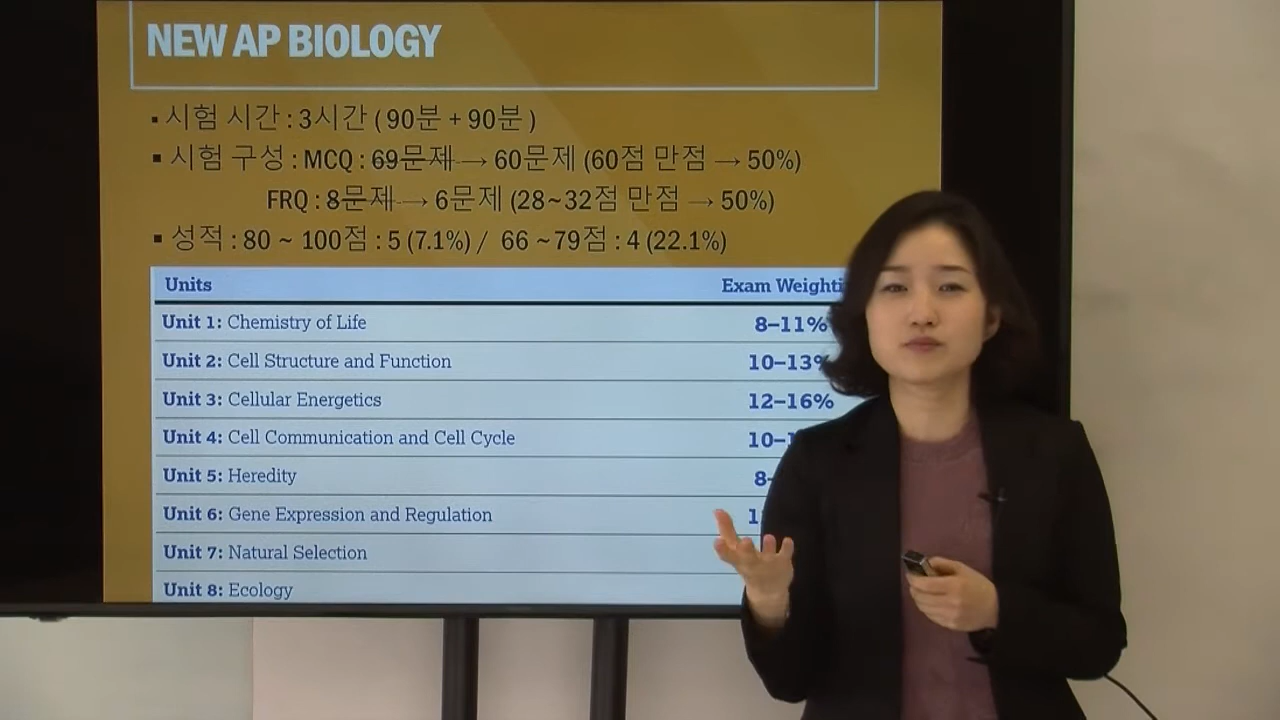 NEW AP BIOLOGY
▪ 시험 시간 : 3시간 ( 90분 + 90분 )
▪ 시험 구성 : MCQ : 69문제 → 60문제 (60점 만점 → 50%)
FRQ : 8문제 → 6문제 (28~32점 만점 → 50%)
▪ 성적 : 80 ~ 100점 : 5 (7.1%) / 66 ~79점 : 4 (22.1%)
Units Exam
Unit 1: Chemistry of Life 8–11%
Unit 2: Cell Structure and Function 10–13%
Unit 3: Cellular Energetics 12–16%
Unit 4: Cell Communication and Cell Cycle
Unit 5: Heredity
Unit 6: Gene Expression and Regulation
Unit 7: Natural Selection
Unit 8: Ecology